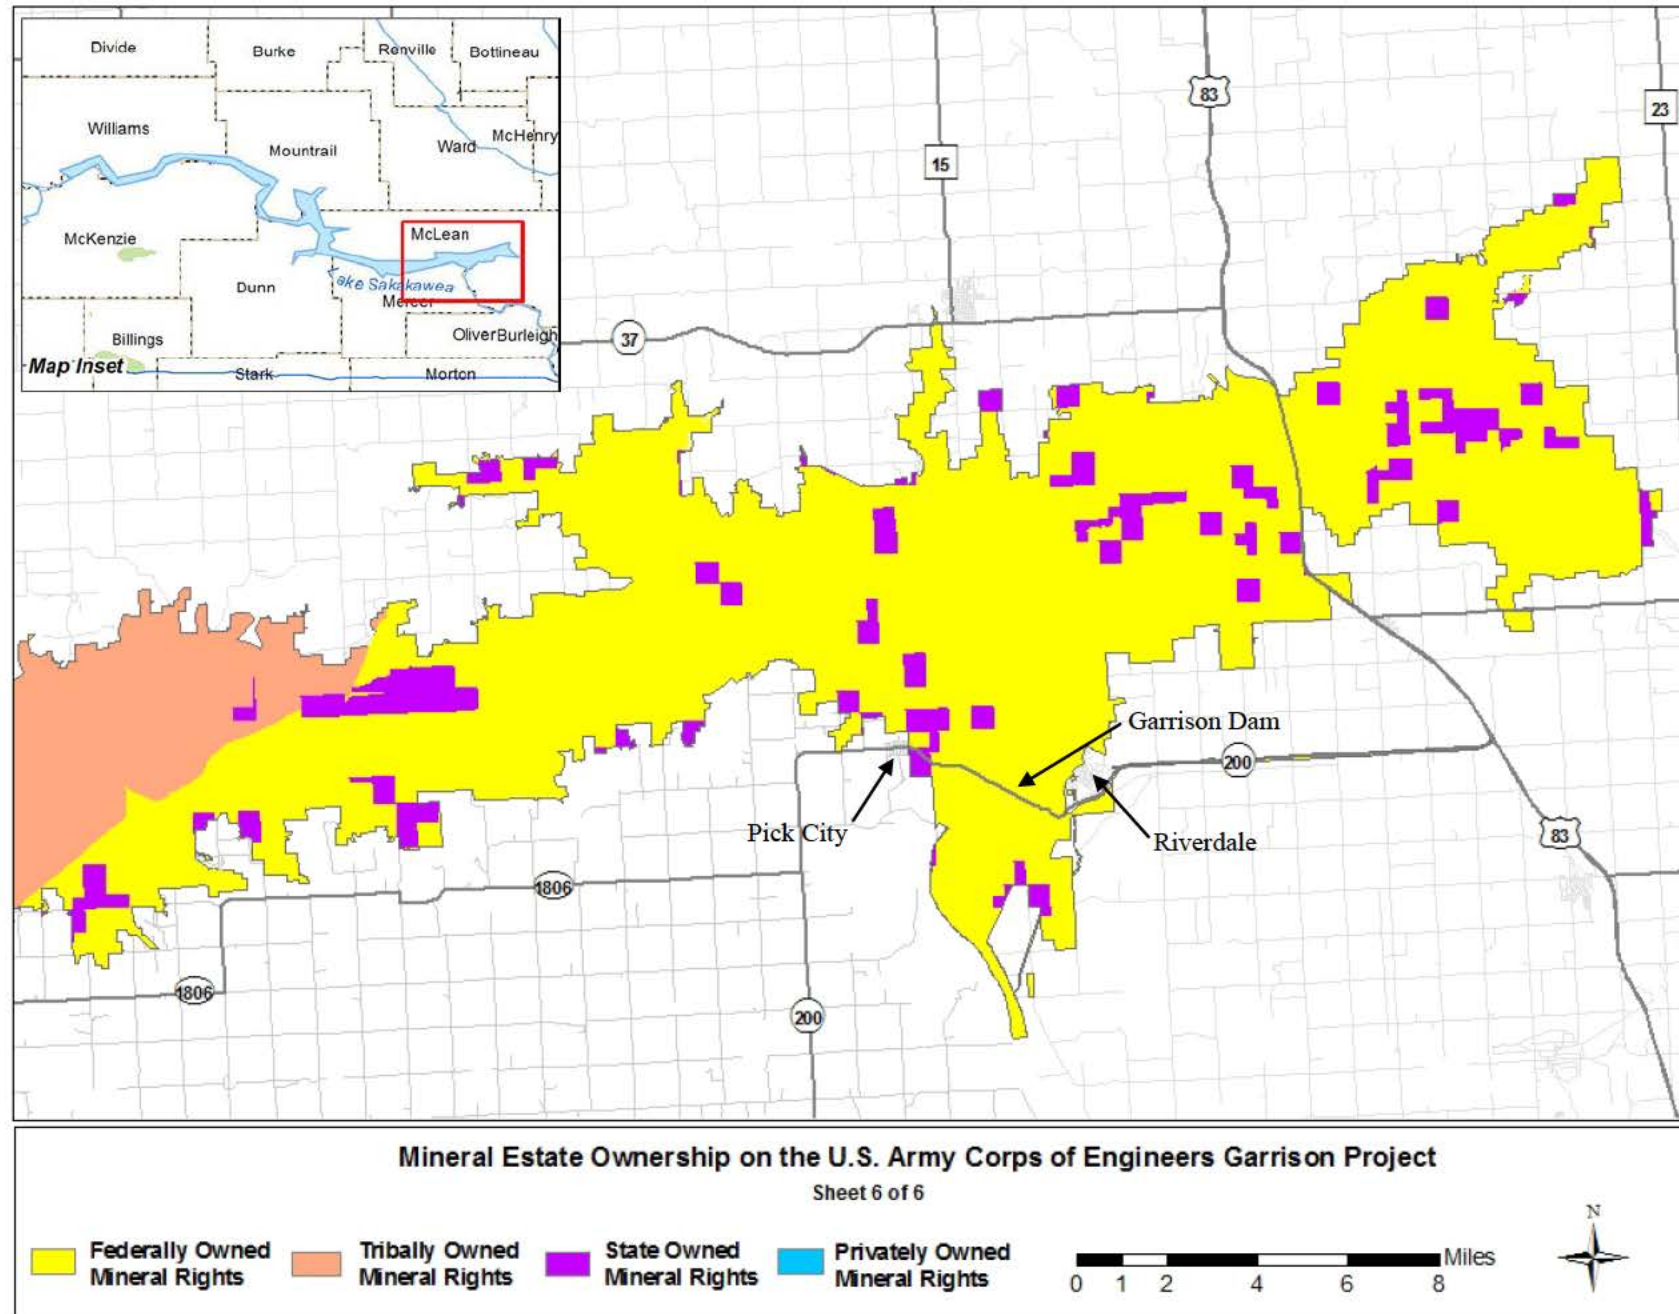 Divide
Burke
Renville
Bottineau
Williams
Mountrail
Ward
McHenry
McKenzie
McLean
Dunn
Lake Sakakawea
Mercer
Billings
Oliver
Burleigh
Map Inset
Stark
Morton
83
23
15
37
Garrison Dam
200
Pick City
Riverdale
83
1806
1806
200
Mineral Estate Ownership on the U.S. Army Corps of Engineers Garrison Project
Sheet 6 of 6
Federally Owned
Mineral Rights
Tribally Owned
Mineral Rights
State Owned
Mineral Rights
Privately Owned
Mineral Rights
Miles
0 1 2 4 6 8
N